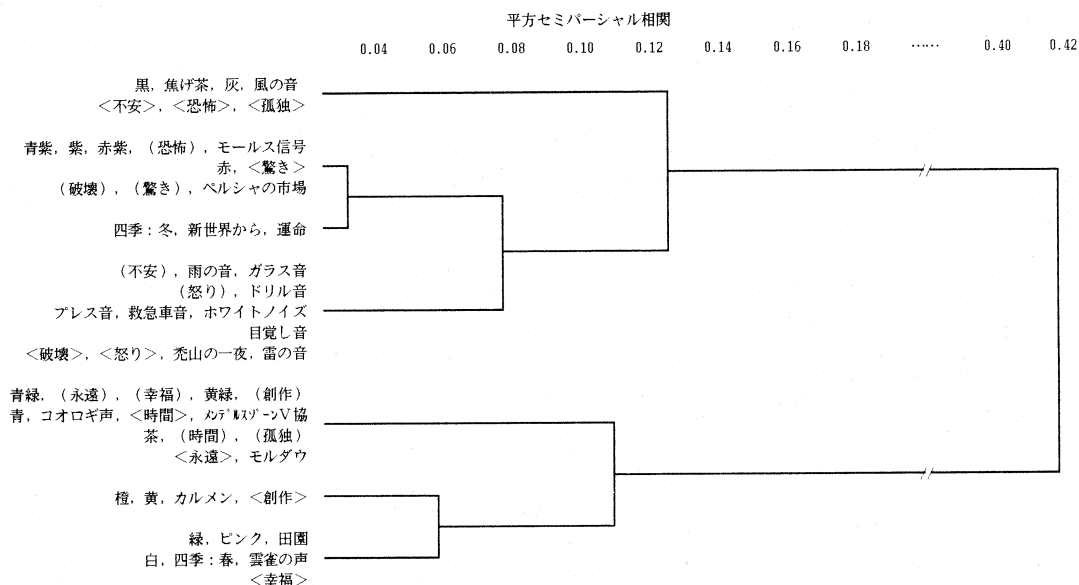 平方セミパーシャル相関
0.04 0.06 0.08 0.10 0.12 0.14 0.16 0.18 …… 0.40 0.42
黒，焦げ茶，灰，風の音
<不安>，<恐怖>，<孤独>
青紫，紫，赤紫，（恐怖），モールス信号
赤，<驚き>
（破壊），（驚き），ペルシャの市場
四季：冬，新世界から，運命
（不安），雨の音，ガラス音
（怒り），ドリル音
プレス音，救急車音，ホワイトノイズ
目覚し音
<破壊>，<怒り>，禿山の一夜，雷の音
青緑，（永遠），（幸福），黄緑，（創作）
青，コオロギ声，<時間>，ﾒﾝﾃﾞﾙｽｿﾞｰﾝV協
茶，（時間），（孤独）
<永遠>，モルダウ
橙，黄，カルメン，<創作>
緑，ピンク，田園
白，四季：春，雲雀の声
<幸福>